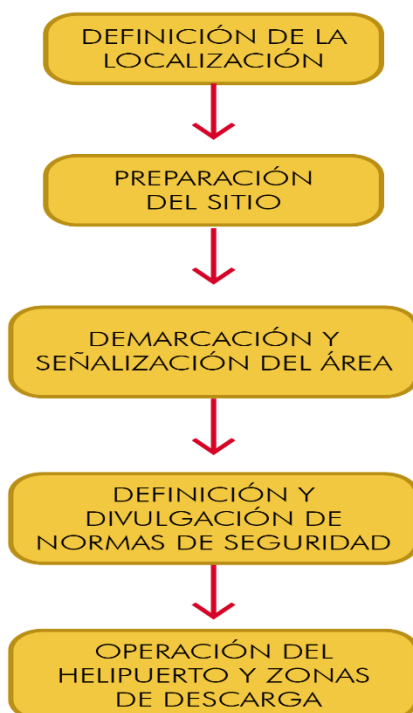 DEFINICIÓN DE LA
LOCALIZACIÓN
PREPARACIÓN
DEL SITIO
DEMARCACIÓN Y
SEÑALIZACIÓN DEL ÁREA
DEFINICIÓN Y
DIVULGACIÓN DE
NORMAS DE SEGURIDAD
OPERACIÓN DEL
HELIPUERTO Y ZONAS
DE DESCARGA